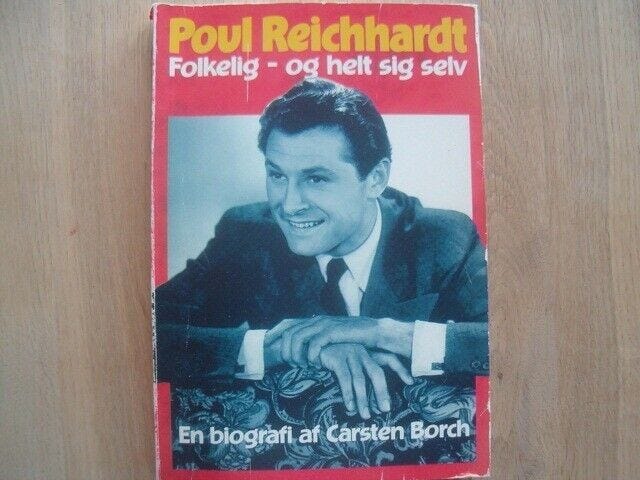 Poul Reichhardt
Folkelig - og helt sig selv
En biografi af Carsten Borch